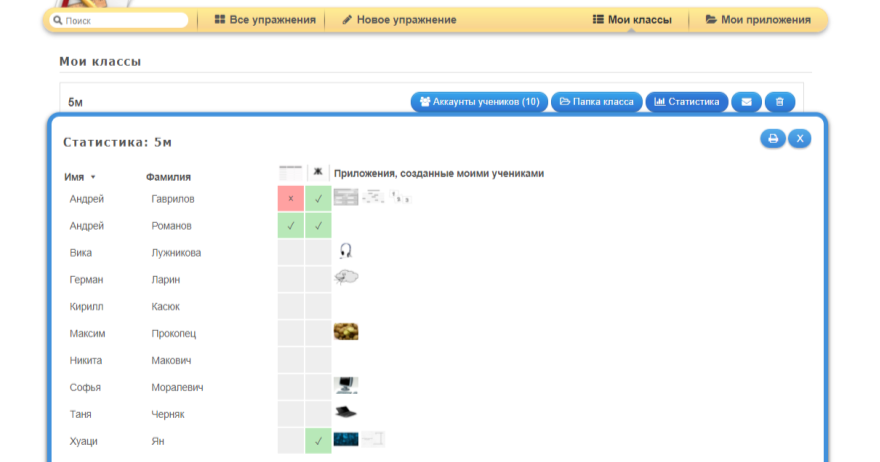 Поиск Все упражнения Новое упражнение Мои классы Мои приложения
Мои классы
5м Аккаунты учеников (10) Папка класса Статистика
Статистика: 5м X
Имя Фамилия Ж Приложения, созданные моими учениками
Андрей Гаврилов x ✓
Андрей Романов ✓ ✓
Вика Лужникова
Герман Ларин
Кирилл Касюк
Максим Прокопец
Никита Макович
Софья Моралевич
Таня Черняк
Хуаци Ян ✓